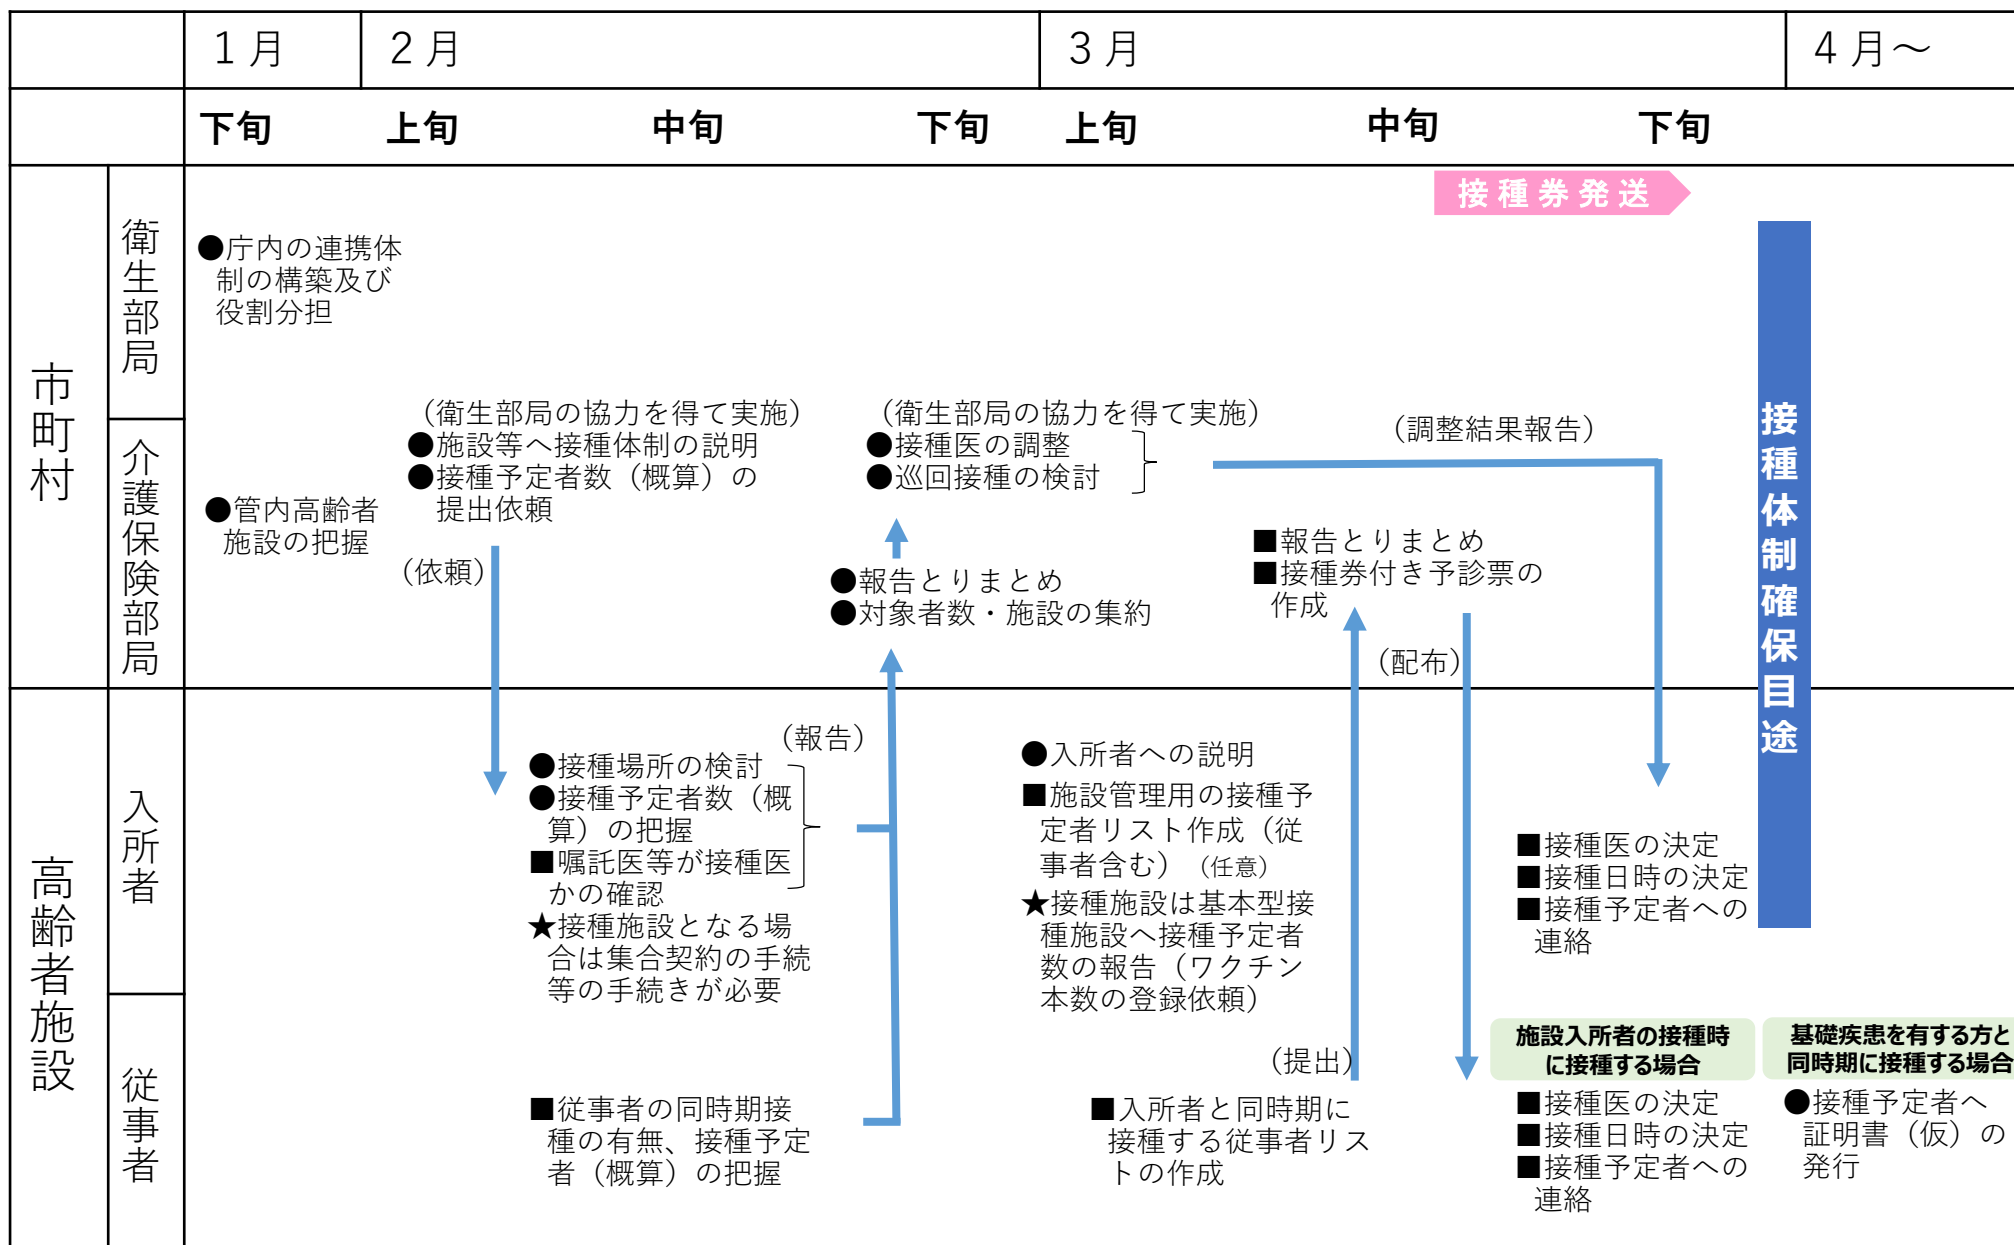 1月
2月
3月
4月～
下旬
上旬
中旬
下旬
上旬
中旬
下旬
市町村
衛生部局
介護保険部局
高齢者施設
入所者
従事者
接種券発送
●庁内の連携体
制の構築及び
役割分担
●管内高齢者
施設の把握
（衛生部局の協力を得て実施）
●施設等へ接種体制の説明
●接種予定者数（概算）の
提出依頼
（依頼）
（衛生部局の協力を得て実施）
●接種医の調整
●巡回接種の検討
（調整結果報告）
●報告とりまとめ
●対象者数・施設の集約
■報告とりまとめ
■接種券付き予診票の
作成
（配布）
接種体制確保目途
（報告）
●接種場所の検討
●接種予定者数（概
算）の把握
■嘱託医等が接種医
かの確認
★接種施設となる場
合は集合契約の手続
等の手続きが必要
●入所者への説明
■施設管理用の接種予
定者リスト作成（従
事者含む）（任意）
★接種施設は基本型接
種施設へ接種予定者
数の報告（ワクチン
本数の登録依頼）
■接種医の決定
■接種日時の決定
■接種予定者への
連絡
■従事者の同時期接
種の有無、接種予定
者（概算）の把握
（提出）
■入所者と同時期に
接種する従事者リス
トの作成
施設入所者の接種時
に接種する場合
■接種医の決定
■接種日時の決定
■接種予定者への
連絡
基礎疾患を有する方と
同時期に接種する場合
●接種予定者へ
証明書（仮）の
発行